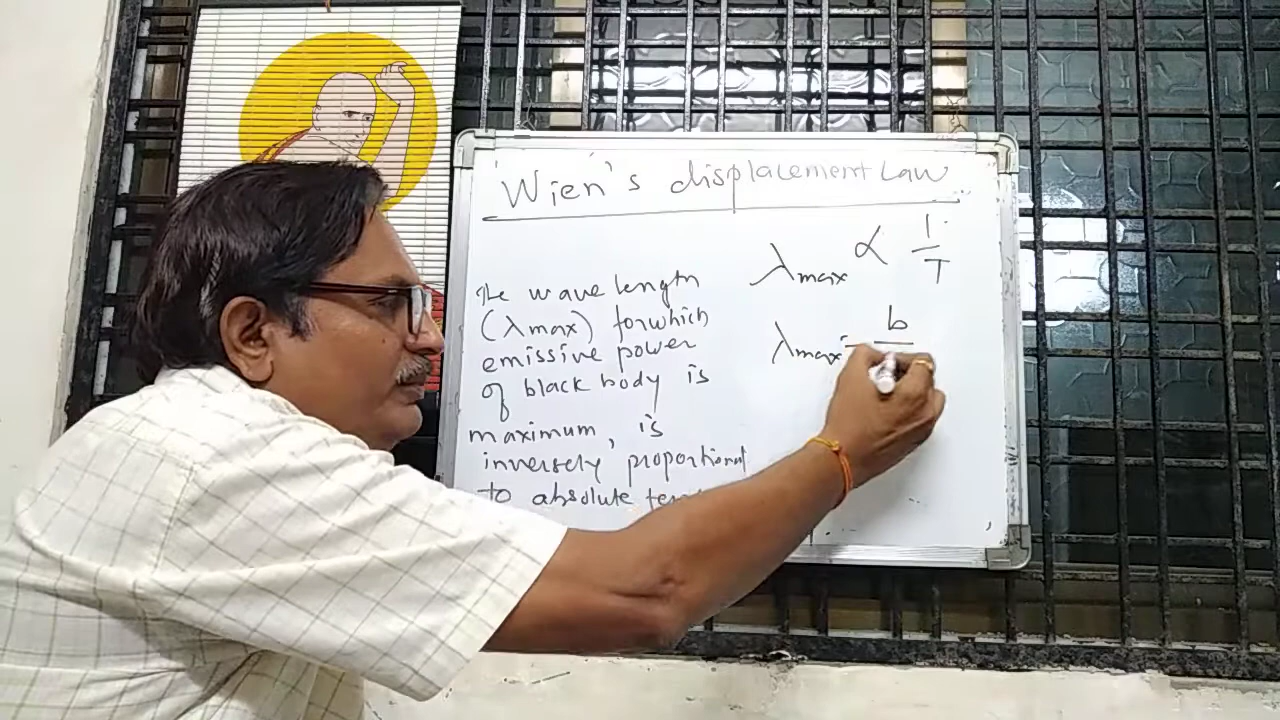 Wien's displacement Law
The wave length
(λmax) for which
emissive power
of black body is
maximum, is
inversely proportional
to absolute
λmax ∝ 1/T
λmax = b